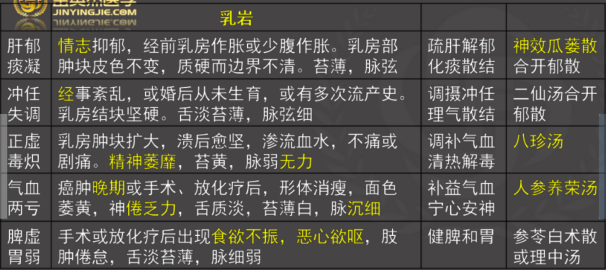 金英杰医学
JINYINGJIE.COM
乳岩
肝郁
痰凝
情志抑郁，经前乳房作胀或少腹作胀。乳房部
肿块皮色不变，质硬而边界不清。苔薄，脉弦
疏肝解郁
化痰散结
神效瓜蒌散
合开郁散
冲任
失调
经事紊乱，或婚后从未生育，或有多次流产史。
乳房结块坚硬。舌淡苔薄，脉弦细
调摄冲任
理气散结
二仙汤合开
郁散
正虚
毒炽
乳房肿块扩大，溃后愈坚，渗流血水，不痛或
剧痛。精神萎靡，苔黄，脉弱无力
调补气血
清热解毒
八珍汤
气血
两亏
癌肿晚期或手术、放化疗后，形体消瘦，面色
萎黄，神倦乏力，舌质淡，苔薄白，脉沉细
补益气血
宁心安神
人参养荣汤
脾虚
胃弱
手术或放化疗后出现食欲不振，恶心欲呕，肢
肿倦怠，舌淡苔薄，脉细弱
健脾和胃
参苓白术散
或理中汤